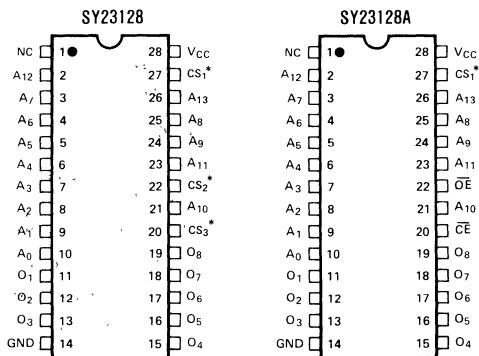 SY23128
NC 1 28 VCC
A12 2 27 CS1*
A7 3 26 A13
A6 4 25 A8
A5 5 24 A9
A4 6 23 A11
A3 7 22 CS2*
A2 8 21 A10
A1 9 20 CS3*
A0 10 19 O8
O1 11 18 O7
O2 12 17 O6
O3 13 16 O5
GND 14 15 O4
SY23128A
NC 1 28 VCC
A12 2 27 CS1*
A7 3 26 A13
A6 4 25 A8
A5 5 24 A9
A4 6 23 A11
A3 7 22 O̅E̅
A2 8 21 A10
A1 9 20 C̅E̅
A0 10 19 O8
O1 11 18 O7
O2 12 17 O6
O3 13 16 O5
GND 14 15 O4